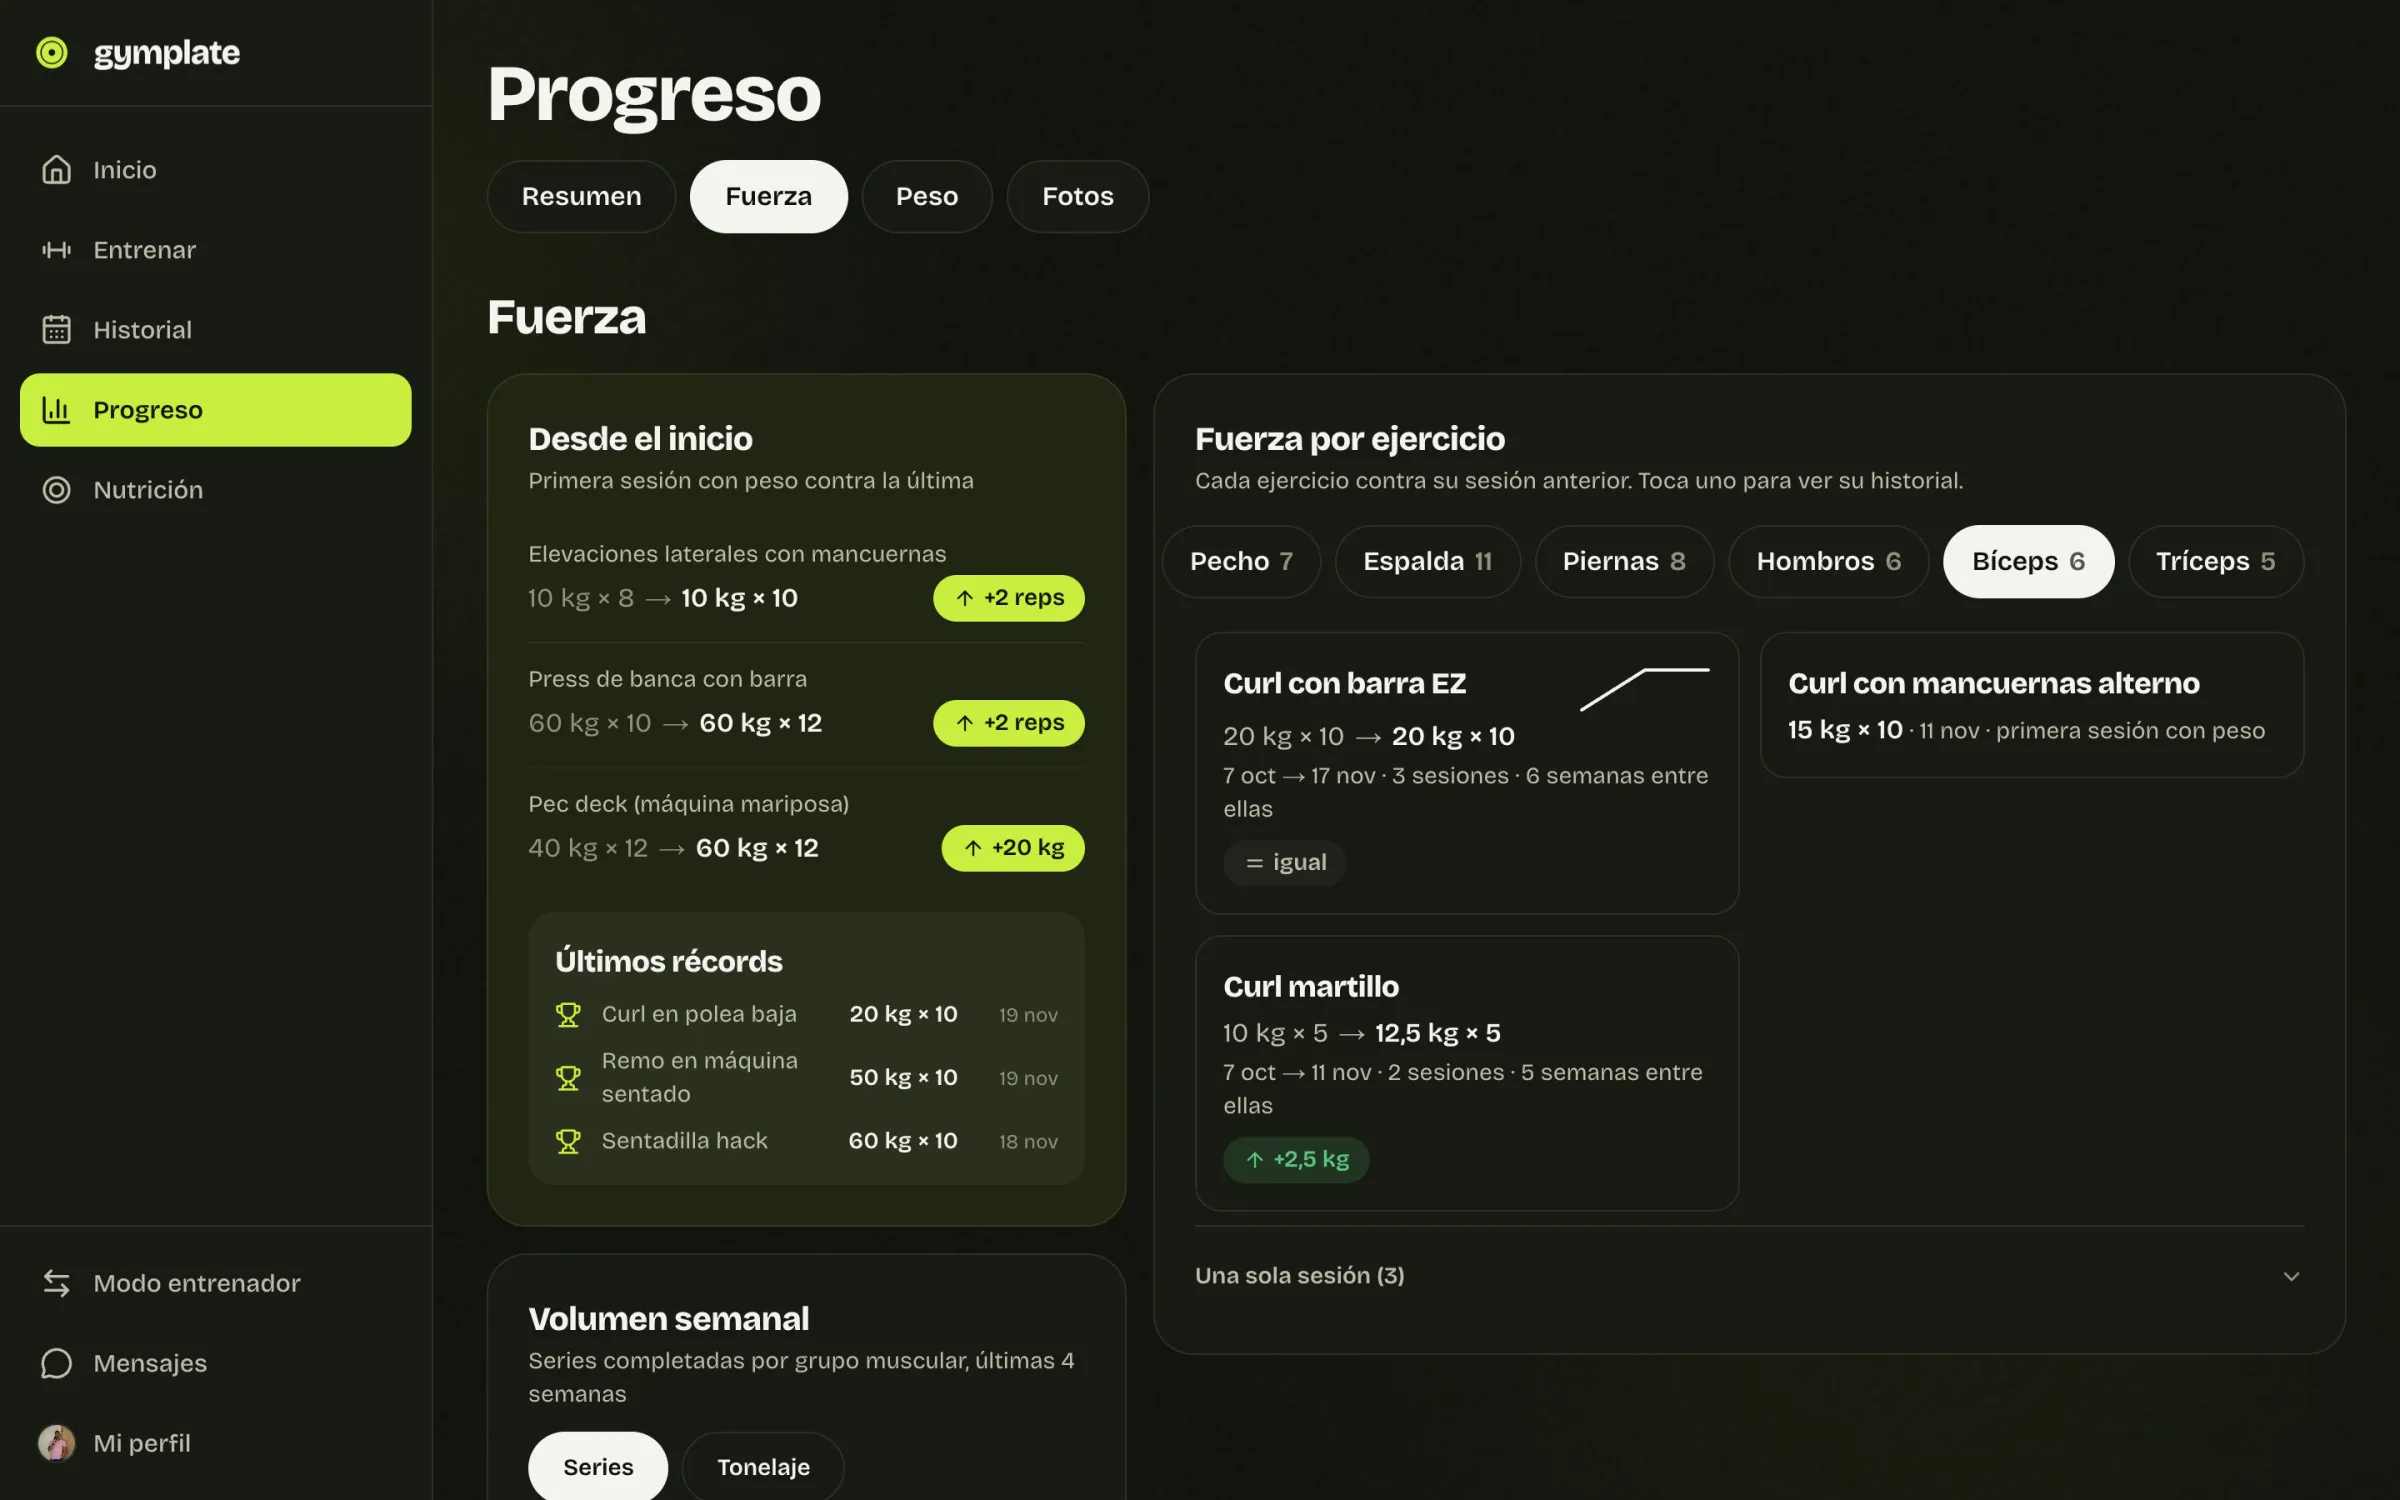 gymplate
Inicio
Entrenar
Historial
Progreso
Nutrición
Modo entrenador
Mensajes
Mi perfil
Progreso
Resumen
Fuerza
Peso
Fotos
Fuerza
Desde el inicio
Primera sesión con peso contra la última
Elevaciones laterales con mancuernas
10 kg × 8 → 10 kg × 10
↑ +2 reps
Press de banca con barra
60 kg × 10 → 60 kg × 12
↑ +2 reps
Pec deck (máquina mariposa)
40 kg × 12 → 60 kg × 12
↑ +20 kg
Últimos récords
Curl en polea baja 20 kg × 10 19 nov
Remo en máquina
sentado
50 kg × 10 19 nov
Sentadilla hack 60 kg × 10 18 nov
Volumen semanal
Series completadas por grupo muscular, últimas 4
semanas
Series
Tonelaje
Fuerza por ejercicio
Cada ejercicio contra su sesión anterior. Toca uno para ver su historial.
Pecho 7
Espalda 11
Piernas 8
Hombros 6
Bíceps 6
Tríceps 5
Curl con barra EZ
20 kg × 10 → 20 kg × 10
7 oct → 17 nov · 3 sesiones · 6 semanas entre
ellas
= igual
Curl con mancuernas alterno
15 kg × 10 · 11 nov · primera sesión con peso
Curl martillo
10 kg × 5 → 12,5 kg × 5
7 oct → 11 nov · 2 sesiones · 5 semanas entre
ellas
↑ +2,5 kg
Una sola sesión (3)